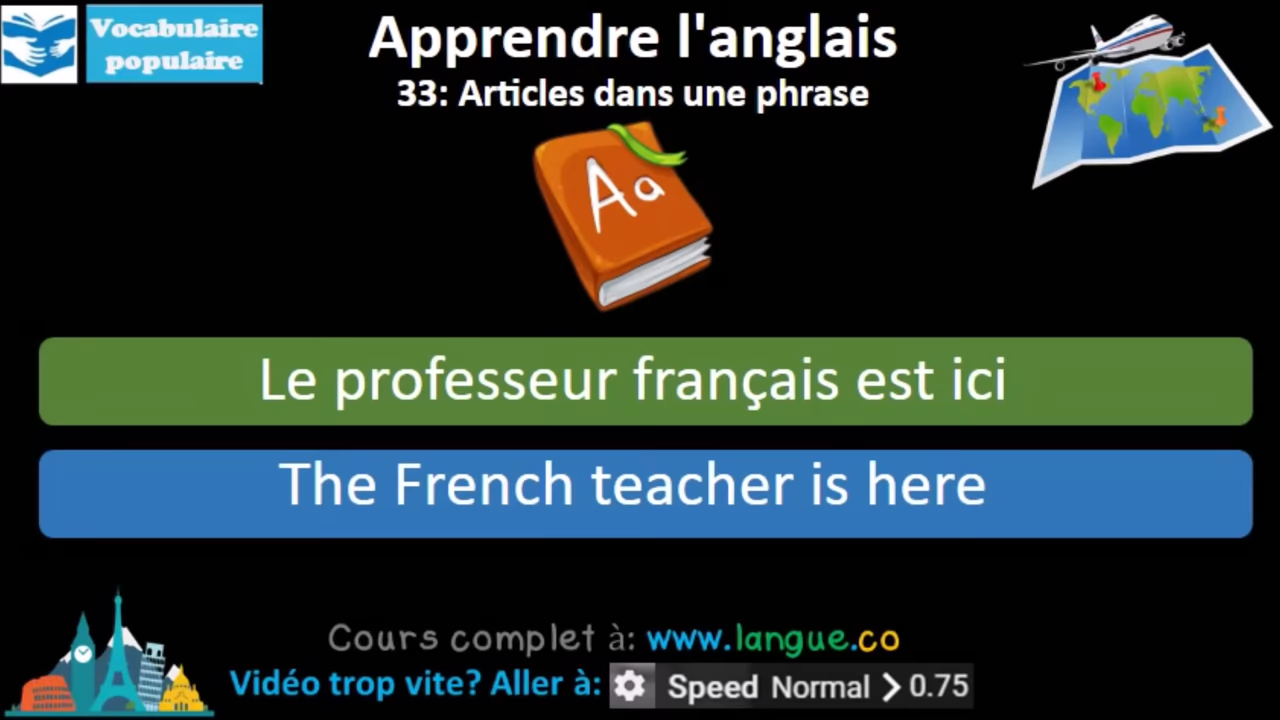 Vocabulaire
populaire
Apprendre l'anglais
33: Articles dans une phrase
Aa
Le professeur français est ici
The French teacher is here
Cours complet à: www.langue.co
Vidéo trop vite? Aller à: Speed Normal > 0.75